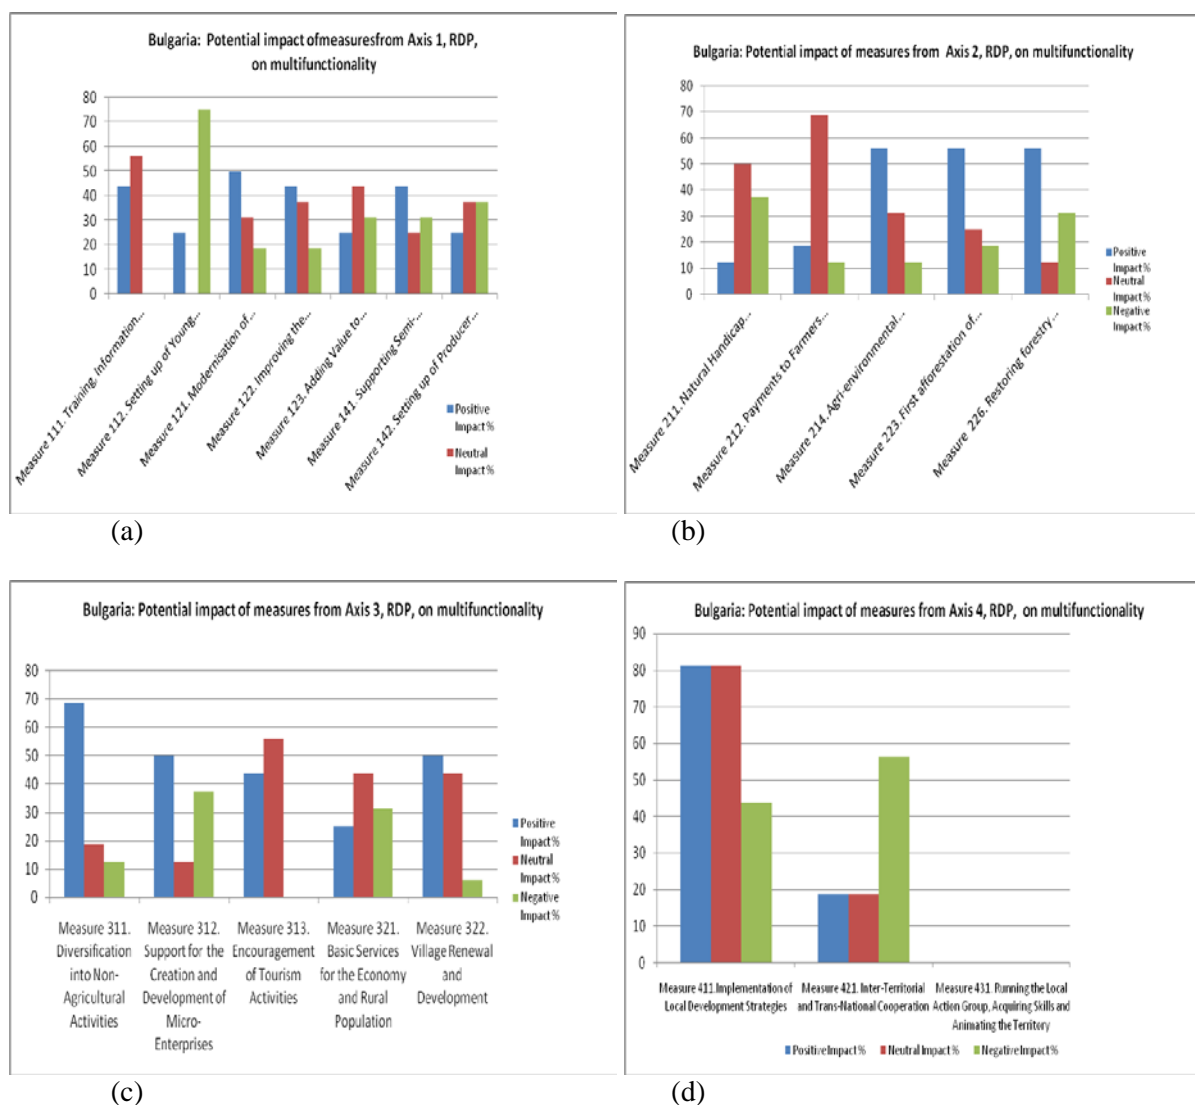 Bulgaria: Potential impact ofmeasuresfrom Axis 1, RDP,
on multifunctionality
80
70
60
50
40
30
20
10
0
Measure 111. Training, Information...
Measure 112. Setting up of Young...
Measure 121. Modernisation of...
Measure 122. Improving the...
Measure 123. Adding Value to...
Measure 141. Supporting Semi-...
Measure 142. Setting up of Producer...
Positive
Impact %
Neutral
Impact %
(a)
Bulgaria: Potential impact of measures from Axis 2, RDP, on multifunctionality
80
70
60
50
40
30
20
10
0
Measure 211. Natural Handicap...
Measure 212. Payments to Farmers...
Measure 214. Agri-environmental...
Measure 223. First afforestation of...
Measure 226. Restoring forestry...
Positive
Impact %
Neutral
Impact %
Negative
Impact %
(b)
Bulgaria: Potential impact of measures from Axis 3, RDP, on multifunctionality
80
70
60
50
40
30
20
10
0
Measure 311.
Diversification
into Non-
Agricultural
Activities
Measure 312.
Support for the
Creation and
Development of
Micro-
Enterprises
Measure 313.
Encouragement
of Tourism
Activities
Measure 321.
Basic Services
for the Economy
and Rural
Population
Measure 322.
Village Renewal
and
Development
Positive
Impact %
Neutral
Impact %
Negative
Impact %
(c)
Bulgaria: Potential impact of measures from Axis 4, RDP, on multifunctionality
90
80
70
60
50
40
30
20
10
0
Measure 411.Implementation of
Local Development Strategies
Measure 421. Inter-Territorial
and Trans-National Cooperation
Measure 431. Running the Local
Action Group, Acquiring Skills and
Animating the Territory
Positive Impact %
Neutral Impact %
Negative Impact %
(d)